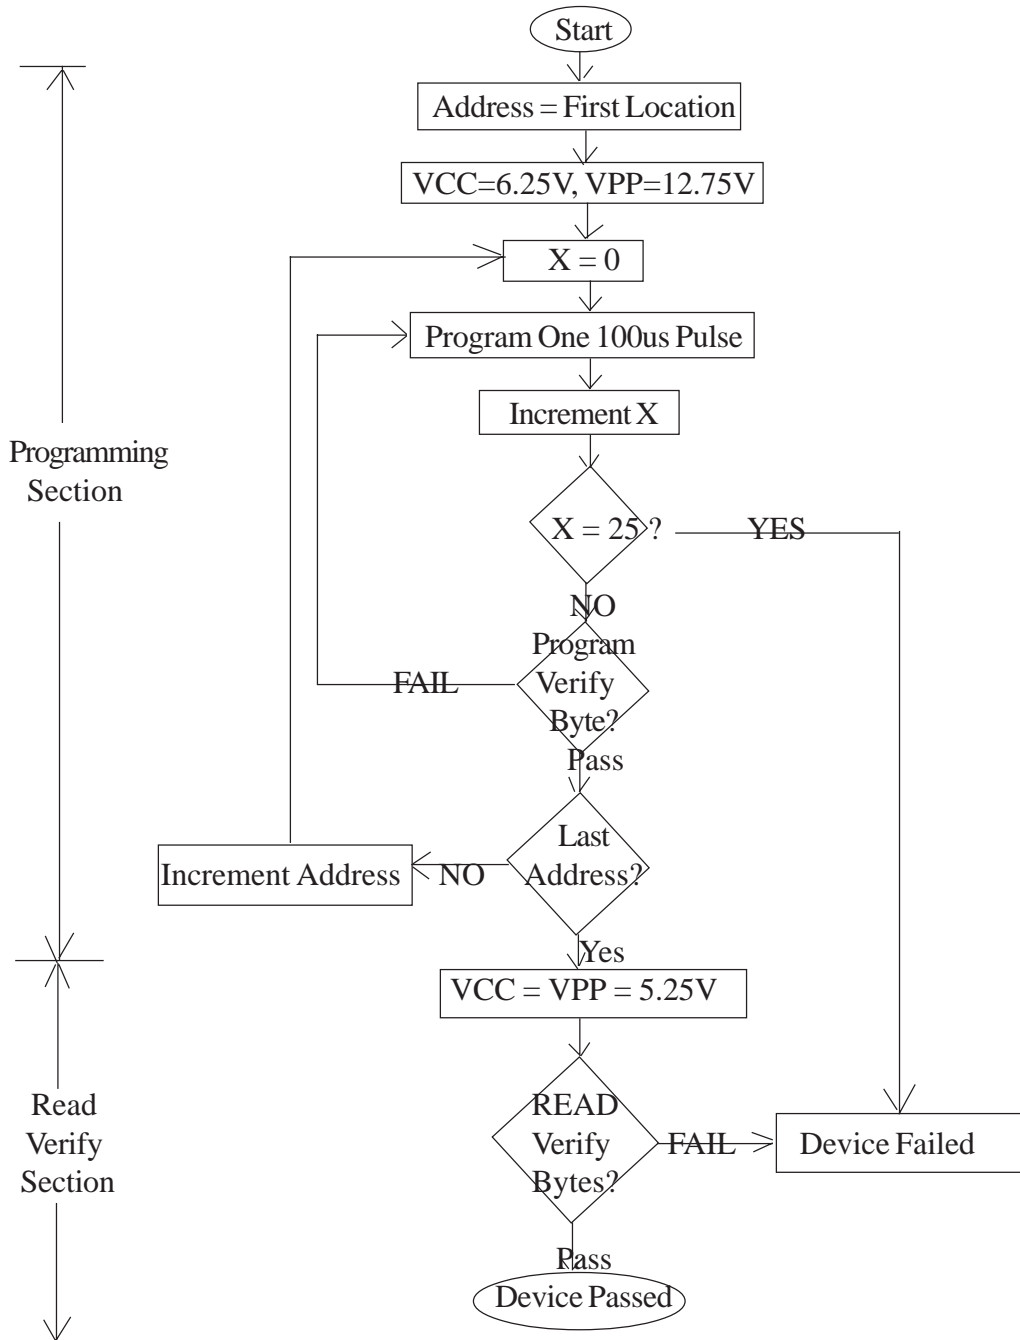 Start
Address = First Location
VCC=6.25V, VPP=12.75V
X = 0
Program One 100us Pulse
Increment X
Programming
Section
X = 25 ?
YES
NO
Program
Verify
Byte?
FAIL
Pass
Last
Address?
NO
Increment Address
Yes
VCC = VPP = 5.25V
Read
Verify
Section
READ
Verify
Bytes?
FAIL
Device Failed
Pass
Device Passed